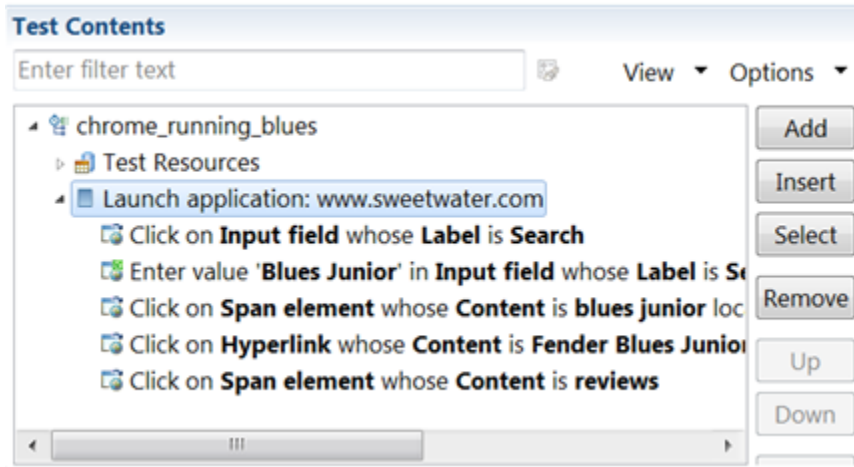 Test Contents
Enter filter text View Options
chrome_running_blues
Test Resources
Launch application: www.sweetwater.com
Click on Input field whose Label is Search
Enter value 'Blues Junior' in Input field whose Label is
Click on Span element whose Content is blues junior
Click on Hyperlink whose Content is Fender Blues Junior
Click on Span element whose Content is reviews
Add
Insert
Select
Remove
Up
Down